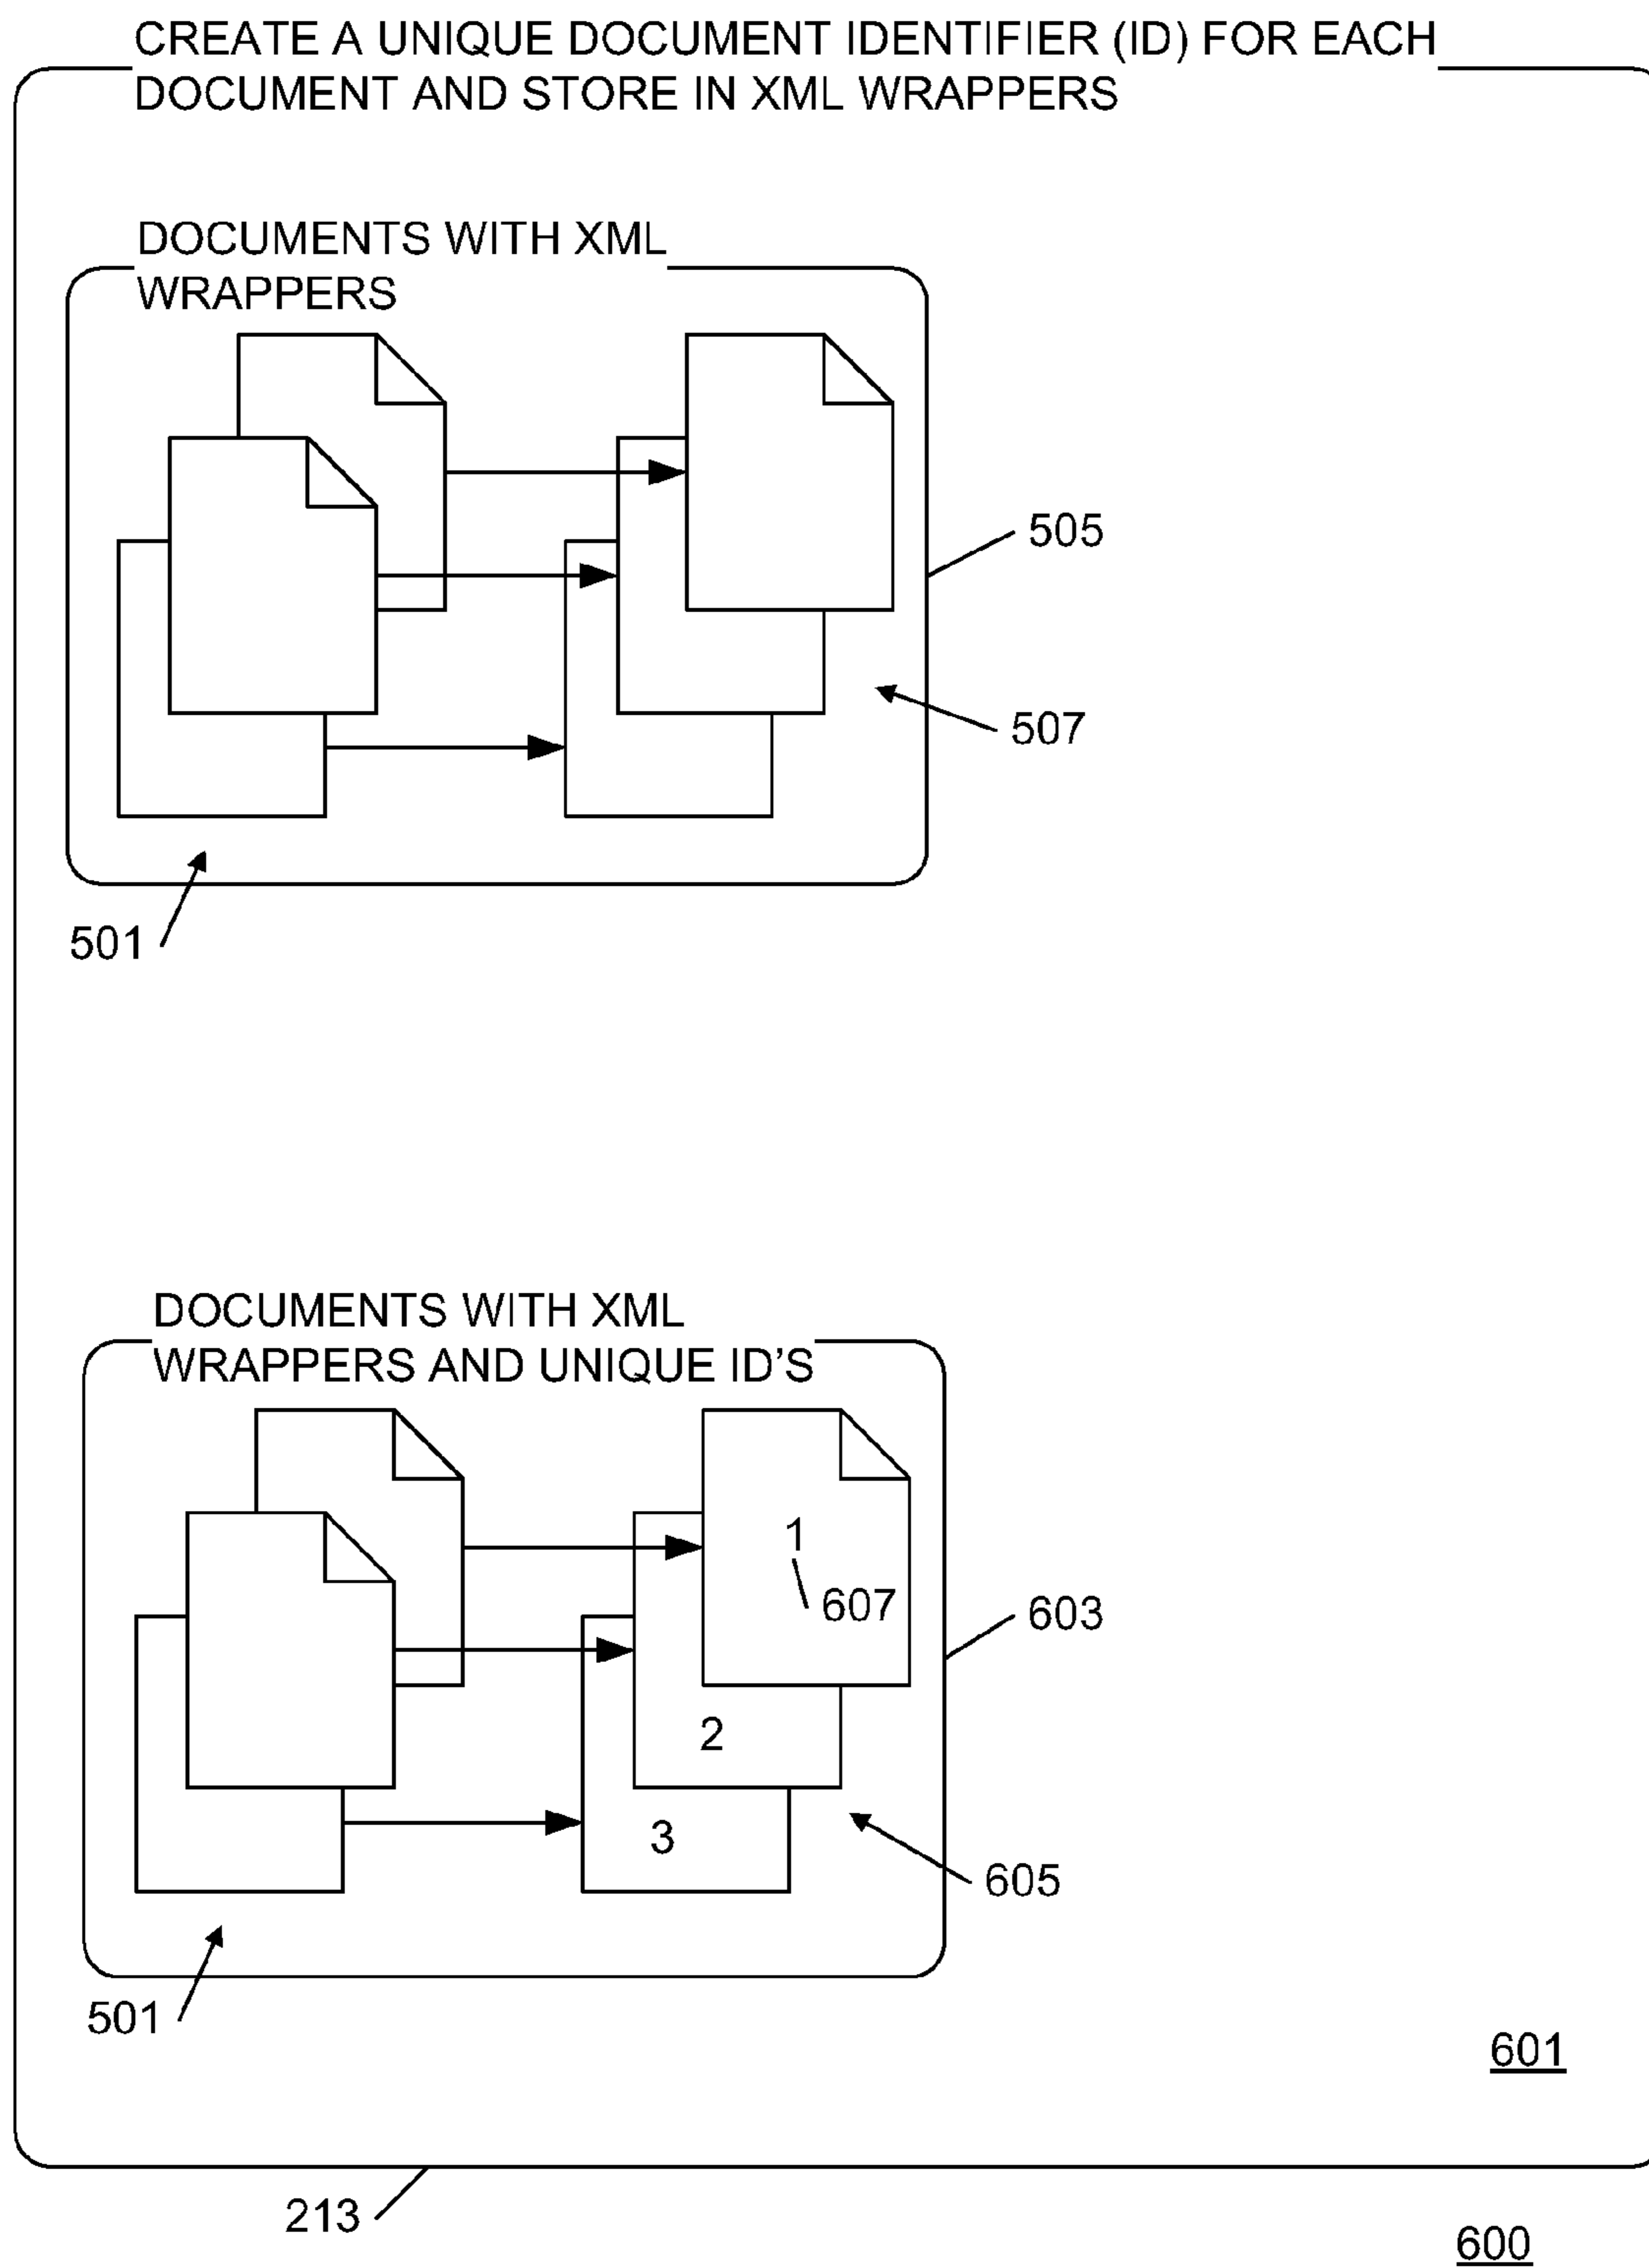 CREATE A UNIQUE DOCUMENT IDENTIFIER (ID) FOR EACH
DOCUMENT AND STORE IN XML WRAPPERS
DOCUMENTS WITH XML
WRAPPERS
505
507
501
DOCUMENTS WITH XML
WRAPPERS AND UNIQUE ID’S
1
607
603
2
3
605
501
601
213
600